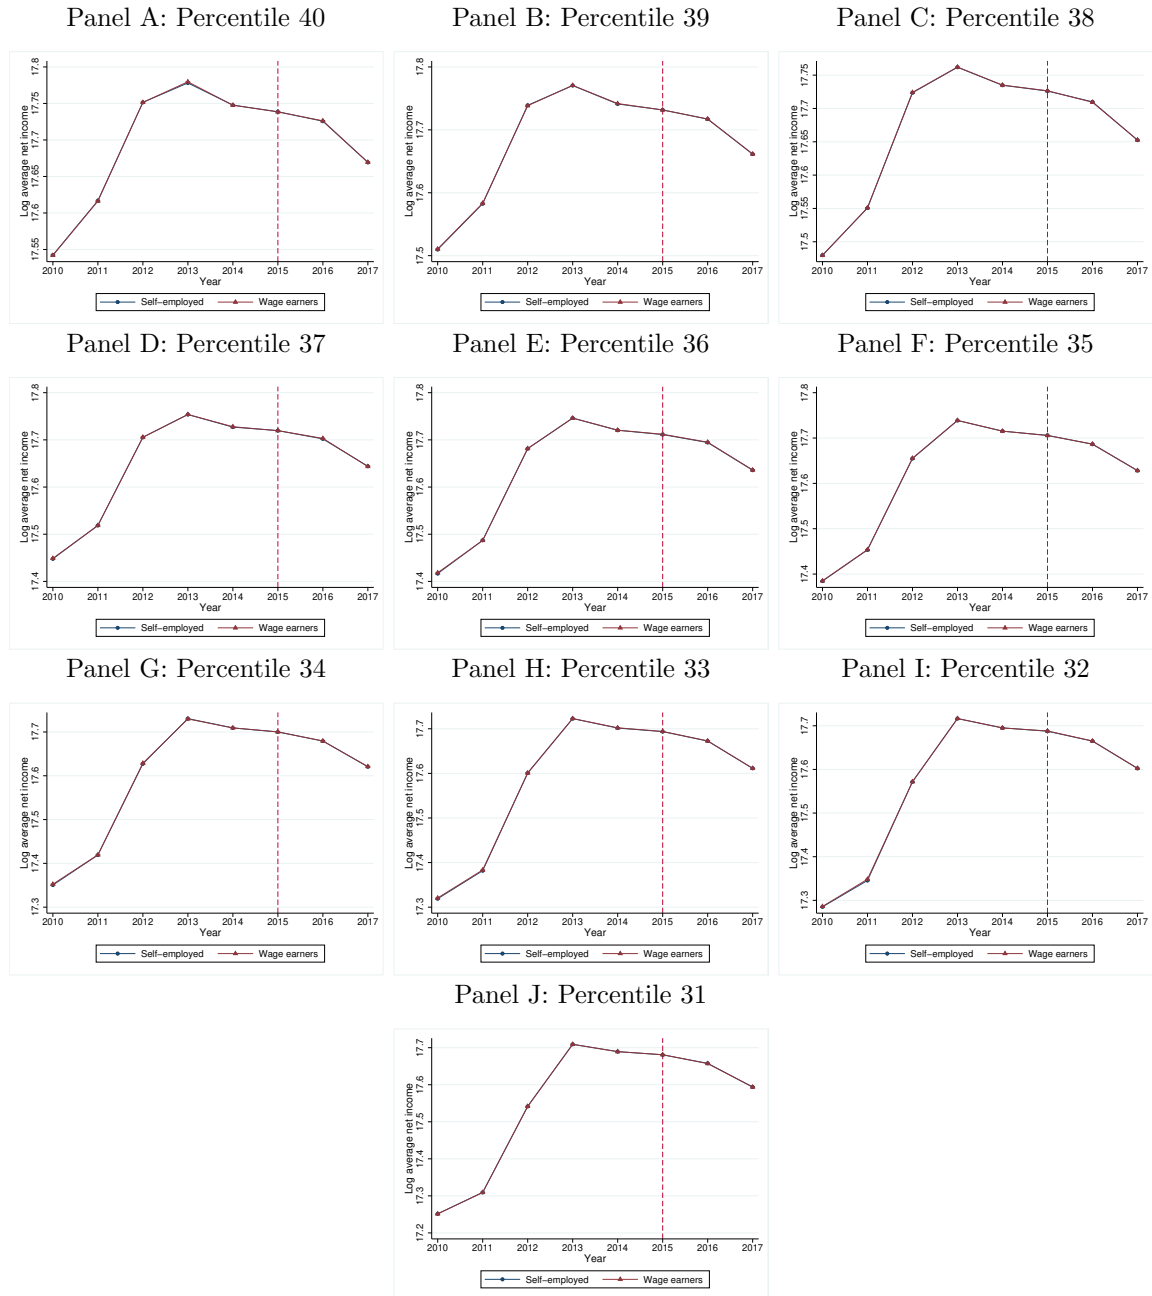 Panel A: Percentile 40
Log average net income
17.8
17.75
17.7
17.65
17.6
17.55
2010 2011 2012 2013 2014 2015 2016 2017
Year
Self-employed Wage earners
Panel B: Percentile 39
Log average net income
17.8
17.7
17.6
17.5
2010 2011 2012 2013 2014 2015 2016 2017
Year
Self-employed Wage earners
Panel C: Percentile 38
Log average net income
17.75
17.7
17.65
17.6
17.55
17.5
2010 2011 2012 2013 2014 2015 2016 2017
Year
Self-employed Wage earners
Panel D: Percentile 37
Log average net income
17.8
17.7
17.6
17.5
17.4
2010 2011 2012 2013 2014 2015 2016 2017
Year
Self-employed Wage earners
Panel E: Percentile 36
Log average net income
17.8
17.7
17.6
17.5
17.4
2010 2011 2012 2013 2014 2015 2016 2017
Year
Self-employed Wage earners
Panel F: Percentile 35
Log average net income
17.8
17.7
17.6
17.5
17.4
2010 2011 2012 2013 2014 2015 2016 2017
Year
Self-employed Wage earners
Panel G: Percentile 34
Log average net income
17.7
17.6
17.5
17.4
17.3
2010 2011 2012 2013 2014 2015 2016 2017
Year
Self-employed Wage earners
Panel H: Percentile 33
Log average net income
17.7
17.6
17.5
17.4
17.3
2010 2011 2012 2013 2014 2015 2016 2017
Year
Self-employed Wage earners
Panel I: Percentile 32
Log average net income
17.7
17.6
17.5
17.4
17.3
2010 2011 2012 2013 2014 2015 2016 2017
Year
Self-employed Wage earners
Panel J: Percentile 31
Log average net income
17.7
17.6
17.5
17.4
17.3
17.2
2010 2011 2012 2013 2014 2015 2016 2017
Year
Self-employed Wage earners